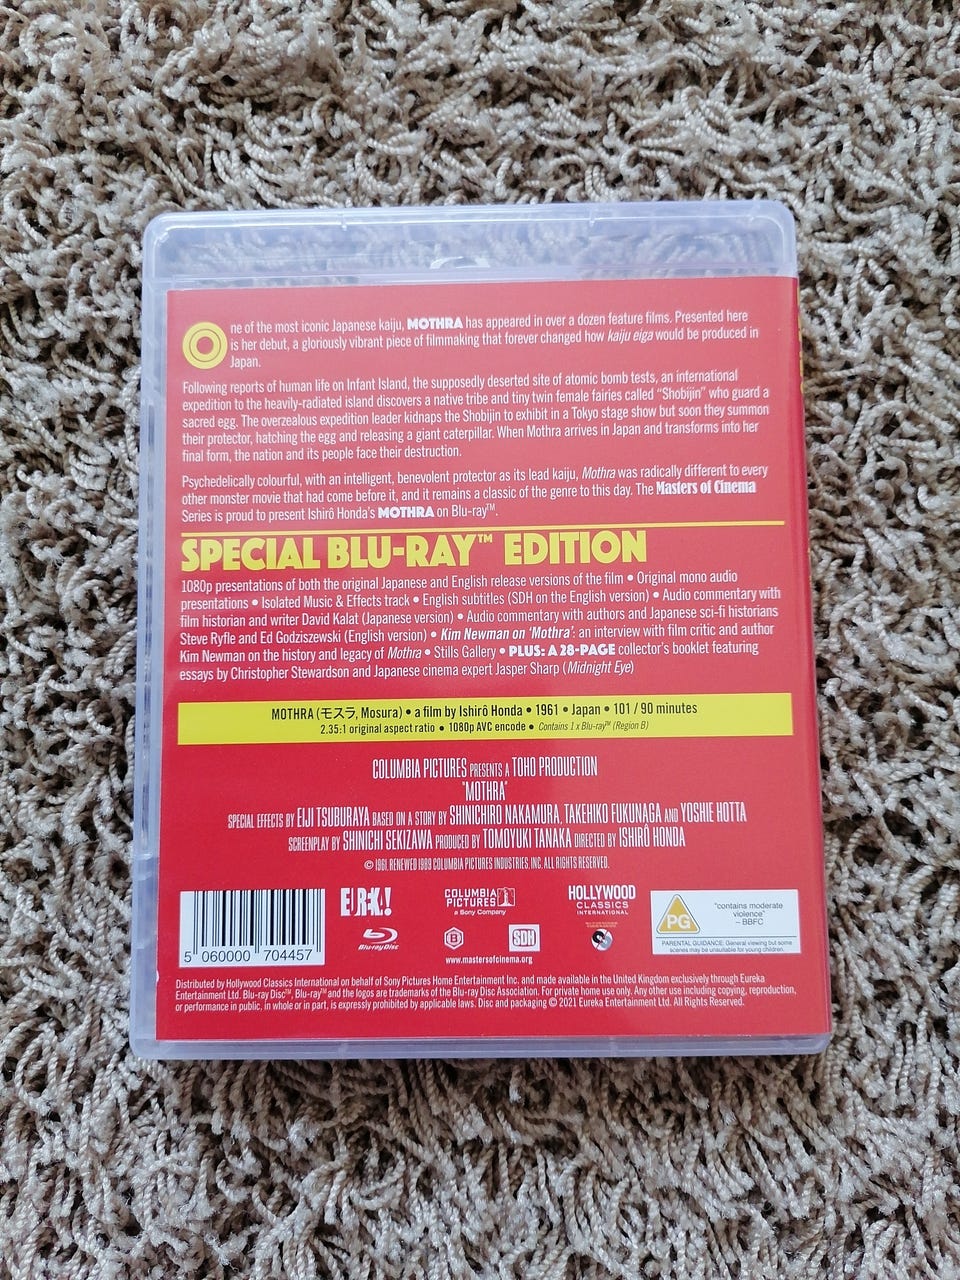 One of the most iconic Japanese kaiju, MOTHRA has appeared in over a dozen feature films. Presented here
is her debut, a gloriously vibrant piece of filmmaking that forever changed how kaiju eiga would be produced in
Japan.
Following reports of human life on Infant Island, the supposedly deserted site of atomic bomb tests, an international
expedition to the heavily-radiated island discovers a native tribe and tiny twin female fairies called "Shobijin" who guard a
sacred egg. The overzealous expedition leader kidnaps the Shobijin to exhibit in a Tokyo stage show but soon they summon
their protector, hatching the egg and releasing a giant caterpillar. When Mothra arrives in Japan and transforms into her
final form, the nation and its people face their destruction.
Psychedelically colourful, with an intelligent, benevolent protector as its lead kaiju, Mothra was radically different to every
other monster movie that had come before it, and it remains a classic of the genre to this day. The Masters of Cinema
Series is proud to present Ishirô Honda's MOTHRA on Blu-ray™.
SPECIAL BLU-RAY™ EDITION
1080p presentations of both the original Japanese and English release versions of the film • Original mono audio
presentations • Isolated Music & Effects track • English subtitles (SDH on the English version) • Audio commentary with
film historian and writer David Kalat (Japanese version) • Audio commentary with authors and Japanese sci-fi historians
Steve Ryfle and Ed Godziszewski (English version) • Kim Newman on 'Mothra': an interview with film critic and author
Kim Newman on the history and legacy of Mothra • Stills Gallery • PLUS: A 28-PAGE collector's booklet featuring
essays by Christopher Stewardson and Japanese cinema expert Jasper Sharp (Midnight Eye)
MOTHRA (モスラ, Mosura) • a film by Ishirô Honda • 1961 • Japan • 101 / 90 minutes
2.35:1 original aspect ratio • 1080p AVC encode • Contains 1 x Blu-ray™ (Region B)
COLUMBIA PICTURES PRESENTS A TOHO PRODUCTION
"MOTHRA"
SPECIAL EFFECTS BY EIJI TSUBURAYA BASED ON A STORY BY SHINICHIRO NAKAMURA, TAKEHIKO FUKUNAGA AND YOSHIE HOTTA
SCREENPLAY BY SHINICHI SEKIZAWA PRODUCED BY TOMOYUKI TANAKA DIRECTED BY ISHIRÔ HONDA
© 1961, RENEWED 1989 COLUMBIA PICTURES INDUSTRIES, INC. ALL RIGHTS RESERVED.
EUREKA!
COLUMBIA PICTURES
a Sony Company
HOLLYWOOD
CLASSICS
INTERNATIONAL
PG
"contains moderate
violence"
– BBFC
PARENTAL GUIDANCE: General viewing but some
scenes may be unsuitable for young children.
Blu-ray Disc
B
SDH
www.mastersofcinema.org
5 060000 704457
Distributed by Hollywood Classics International on behalf of Sony Pictures Home Entertainment Inc. and made available in the United Kingdom exclusively through Eureka
Entertainment Ltd. Blu-ray Disc™, Blu-ray™ and the logos are trademarks of the Blu-ray Disc Association. For private home use only. Any other use including copying, reproduction,
or performance in public, in whole or in part, is expressly prohibited by applicable laws. Disc and packaging © 2021 Eureka Entertainment Ltd. All Rights Reserved.